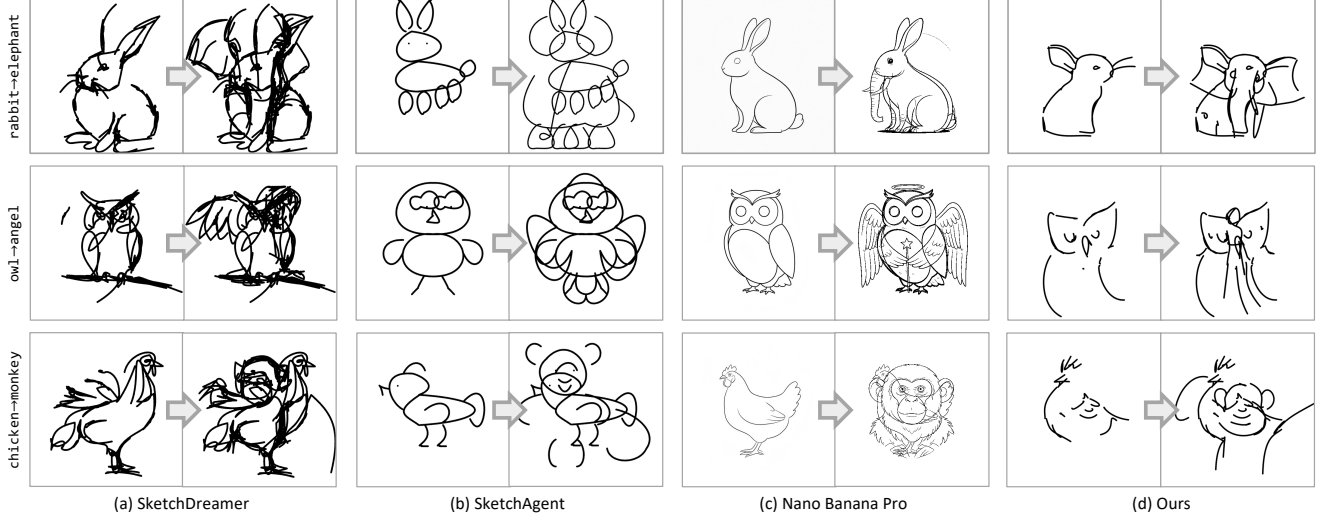 rabbit→elephant
owl→angel
chicken→monkey
(a) SketchDreamer
(b) SketchAgent
(c) Nano Banana Pro
(d) Ours